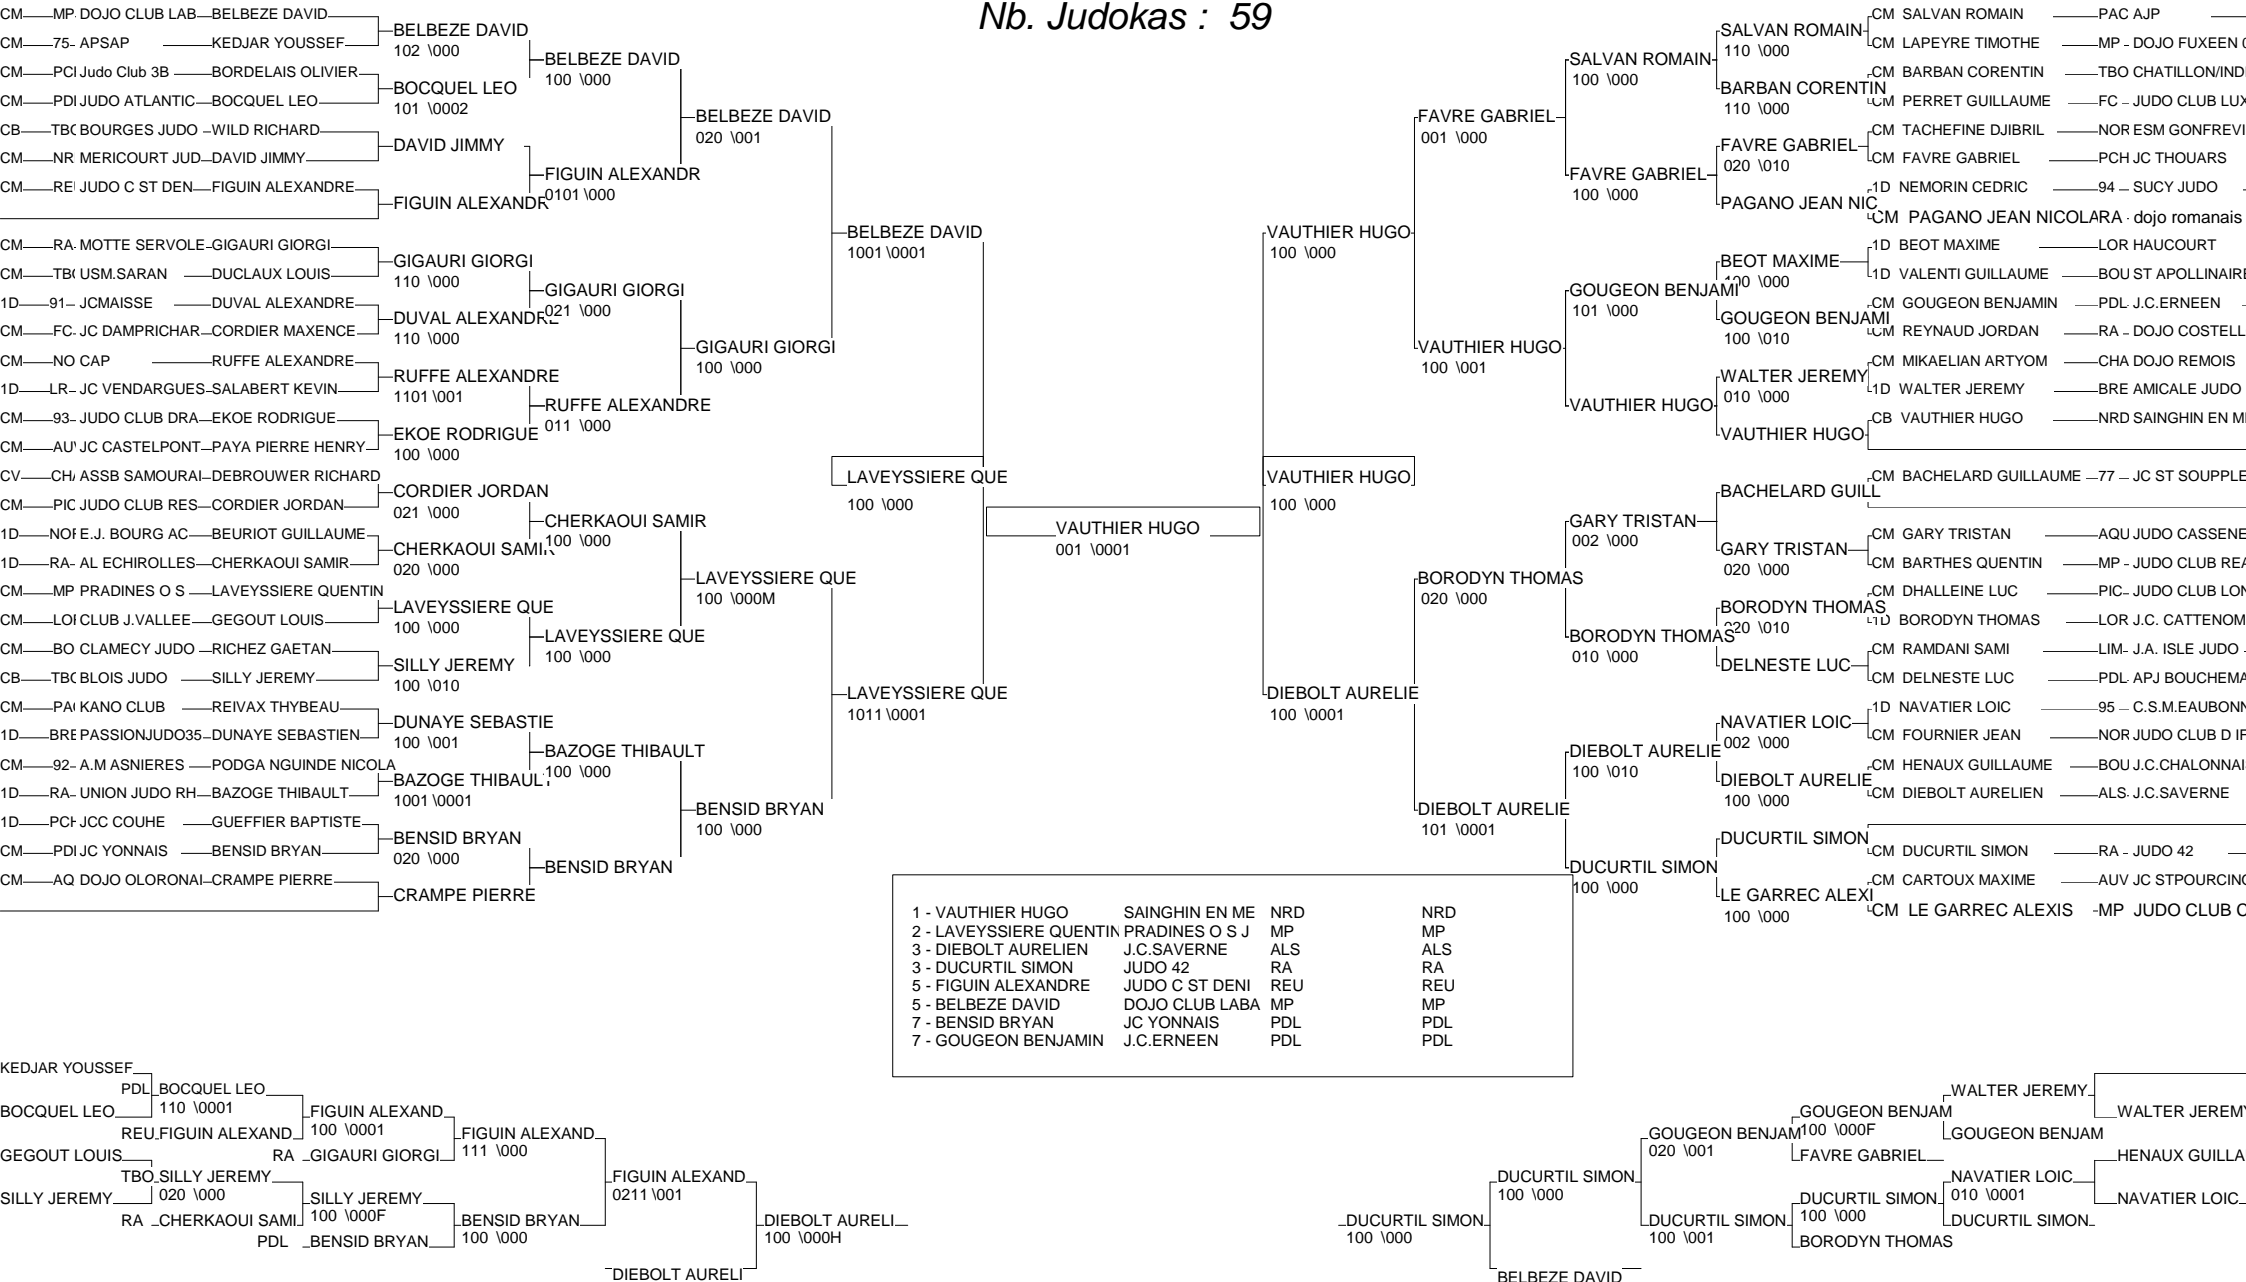 Nb. Judokas : 59
CM MP DOJO CLUB LAB BELBEZE DAVID
CM 75- APSAP KEDJAR YOUSSEF
CM PCI Judo Club 3B BORDELAIS OLIVIER
CM PDI JUDO ATLANTIC BOCQUEL LEO
CB TBC BOURGES JUDO WILD RICHARD
CM NR MERICOURT JUD DAVID JIMMY
CM RE JUDO C ST DEN FIGUIN ALEXANDRE
CM RA- MOTTE SERVOLE GIGAURI GIORGI
CM TB USM.SARAN DUCLAUX LOUIS
1D 91- JCMAISSE DUVAL ALEXANDRE
CM FC- JC DAMPRICHAR CORDIER MAXENCE
CM NO CAP RUFFE ALEXANDRE
1D LR- JC VENDARGUES SALABERT KEVIN
CM 93- JUDO CLUB DRA EKOE RODRIGUE
CM AU JC CASTELPONT PAYA PIERRE HENRY
CV CH ASSB SAMOURAI DEBROUWER RICHARD
CM PIC JUDO CLUB RES CORDIER JORDAN
1D NO E.J. BOURG AC BEURIOT GUILLAUME
1D RA- AL ECHIROLLES CHERKAOUI SAMIR
CM MP PRADINES O S LAVEYSSIERE QUENTIN
CM LO CLUB J.VALLEE GEGOUT LOUIS
CM BO CLAMECY JUDO RICHEZ GAETAN
CB TBC BLOIS JUDO SILLY JEREMY
CM PA KANO CLUB REIVAX THYBEAU
1D BRE PASSIONJUDO35 DUNAYE SEBASTIEN
CM 92- A.M ASNIERES PODGA NGUINDE NICOLA
1D RA- UNION JUDO RH BAZOGE THIBAULT
1D PCH JCC COUHE GUEFFIER BAPTISTE
CM PDI JC YONNAIS BENSID BRYAN
CM AQ DOJO OLORONAI CRAMPE PIERRE
BELBEZE DAVID
102 \000
BOCQUEL LEO
101 \0002
DAVID JIMMY
FIGUIN ALEXANDR
GIGAURI GIORGI
110 \000
DUVAL ALEXANDRE
110 \000
RUFFE ALEXANDRE
1101 \001
EKOE RODRIGUE
100 \000
CORDIER JORDAN
021 \000
CHERKAOUI SAMIR
020 \000
LAVEYSSIERE QUE
100 \000
SILLY JEREMY
100 \010
DUNAYE SEBASTIE
100 \001
BAZOGE THIBAULT
1001 \0001
BENSID BRYAN
020 \000
CRAMPE PIERRE
BELBEZE DAVID
100 \000
FIGUIN ALEXANDR
0101 \000
GIGAURI GIORGI
021 \000
RUFFE ALEXANDRE
011 \000
CHERKAOUI SAMIR
100 \000
LAVEYSSIERE QUE
100 \000
BAZOGE THIBAULT
100 \000
BENSID BRYAN
BELBEZE DAVID
020 \001
GIGAURI GIORGI
100 \000
LAVEYSSIERE QUE
100 \000M
BENSID BRYAN
100 \000
BELBEZE DAVID
1001 \0001
LAVEYSSIERE QUE
100 \000
LAVEYSSIERE QUE
1011 \0001
VAUTHIER HUGO
001 \0001
VAUTHIER HUGO
100 \000
VAUTHIER HUGO
100 \000
DIEBOLT AURELIE
100 \0001
FAVRE GABRIEL
001 \000
VAUTHIER HUGO
100 \001
BORODYN THOMAS
020 \000
DIEBOLT AURELIE
101 \0001
SALVAN ROMAIN
100 \000
FAVRE GABRIEL
100 \000
GOUGEON BENJAMI
101 \000
VAUTHIER HUGO
GARY TRISTAN
002 \000
BORODYN THOMAS
010 \000
DIEBOLT AURELIE
100 \010
DUCURTIL SIMON
100 \000
SALVAN ROMAIN
110 \000
BARBAN CORENTIN
110 \000
FAVRE GABRIEL
020 \010
PAGANO JEAN NIC
BEOT MAXIME
100 \000
GOUGEON BENJAMI
100 \010
WALTER JEREMY
010 \000
VAUTHIER HUGO
BACHELARD GUILL
GARY TRISTAN
020 \000
BORODYN THOMAS
020 \010
DELNESTE LUC
NAVATIER LOIC
002 \000
DIEBOLT AURELIE
100 \000
DUCURTIL SIMON
LE GARREC ALEXI
100 \000
CM SALVAN ROMAIN PAC AJP
CM LAPEYRE TIMOTHE MP - DOJO FUXEEN
CM BARBAN CORENTIN TBO CHATILLON/IND
CM PERRET GUILLAUME FC - JUDO CLUB LUX
CM TACHEFINE DJIBRIL NOR ESM GONFREVI
CM FAVRE GABRIEL PCH JC THOUARS
1D NEMORIN CEDRIC 94 - SUCY JUDO
CM PAGANO JEAN NICOLA RA - dojo romanais
1D BEOT MAXIME LOR HAUCOURT
1D VALENTI GUILLAUME BOU ST APOLLINAIRE
CM GOUGEON BENJAMIN PDL- J.C.ERNEEN
CM REYNAUD JORDAN RA - DOJO COSTELL
CM MIKAELIAN ARTYOM CHA DOJO REMOIS
1D WALTER JEREMY BRE AMICALE JUDO
CB VAUTHIER HUGO NRD SAINGHIN EN M
CM BACHELARD GUILLAUME 77 - JC ST SOUPPLE
CM GARY TRISTAN AQU JUDO CASSENE
CM BARTHES QUENTIN MP - JUDO CLUB REA
CM DHALLEINE LUC PIC- JUDO CLUB LON
1D BORODYN THOMAS LOR J.C. CATTENOM
CM RAMDANI SAMI LIM- J.A. ISLE JUDO
CM DELNESTE LUC PDL- APJ BOUCHEMA
1D NAVATIER LOIC 95 - C.S.M.EAUBONN
CM FOURNIER JEAN NOR JUDO CLUB D IF
CM HENAUX GUILLAUME BOU J.C.CHALONNAI
CM DIEBOLT AURELIEN ALS- J.C.SAVERNE
CM DUCURTIL SIMON RA - JUDO 42
CM CARTOUX MAXIME AUV JC STPOURCIN
CM LE GARREC ALEXIS -MP JUDO CLUB C
1 - VAUTHIER HUGO SAINGHIN EN ME NRD NRD
2 - LAVEYSSIERE QUENTIN PRADINES O S J MP MP
3 - DIEBOLT AURELIEN J.C.SAVERNE ALS ALS
3 - DUCURTIL SIMON JUDO 42 RA RA
5 - FIGUIN ALEXANDRE JUDO C ST DENI REU REU
5 - BELBEZE DAVID DOJO CLUB LABA MP MP
7 - BENSID BRYAN JC YONNAIS PDL PDL
7 - GOUGEON BENJAMIN J.C.ERNEEN PDL PDL
KEDJAR YOUSSEF
BOCQUEL LEO
GEGOUT LOUIS
SILLY JEREMY
PDL BOCQUEL LEO
110 \0001
REU FIGUIN ALEXAND
TBO SILLY JEREMY
020 \000
RA CHERKAOUI SAMI
FIGUIN ALEXAND
100 \0001
RA GIGAURI GIORGI
SILLY JEREMY
100 \000F
PDL BENSID BRYAN
FIGUIN ALEXAND
111 \000
BENSID BRYAN
100 \000
FIGUIN ALEXAND
0211 \001
DIEBOLT AURELI
DIEBOLT AURELI
100 \000H
DUCURTIL SIMON
100 \000
DUCURTIL SIMON
100 \000
BELBEZE DAVID
GOUGEON BENJAM
020 \001
DUCURTIL SIMON
100 \001
GOUGEON BENJAM
100 \000F
FAVRE GABRIEL
DUCURTIL SIMON
100 \000
BORODYN THOMAS
WALTER JEREMY
GOUGEON BENJAM
NAVATIER LOIC
010 \0001
DUCURTIL SIMON
WALTER JEREMY
HENAUX GUILLA
NAVATIER LOIC